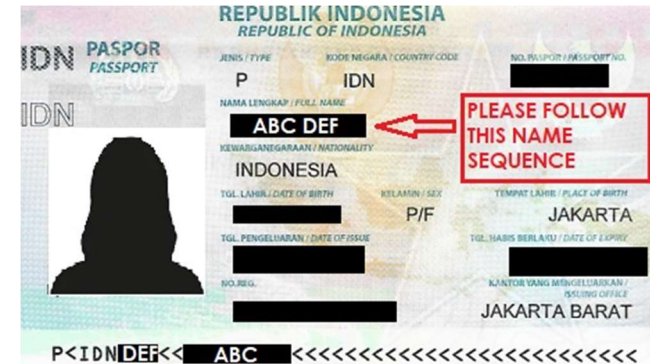 REPUBLIK INDONESIA
REPUBLIC OF INDONESIA
IDN PASPOR
PASSPORT
JENIS / TYPE KODE NEGARA / COUNTRY CODE NO. PASPOR / PASSPORT NO.
P IDN
IDN
NAMA LENGKAP / FULL NAME
ABC DEF
PLEASE FOLLOW
THIS NAME
SEQUENCE
KEWARGANEGARAAN / NATIONALITY
INDONESIA
TGL. LAHIR / DATE OF BIRTH KELAMIN / SEX TEMPAT LAHIR / PLACE OF BIRTH
P/F JAKARTA
TGL. PENGELUARAN / DATE OF ISSUE TGL. HABIS BERLAKU / DATE OF EXPIRY
NO. REG. KANTOR YANG MENGELUARKAN /
ISSUING OFFICE
JAKARTA BARAT
P<IDN DEF<< ABC <<<<<<<<<<<<<<<<<<<<<<<<<<